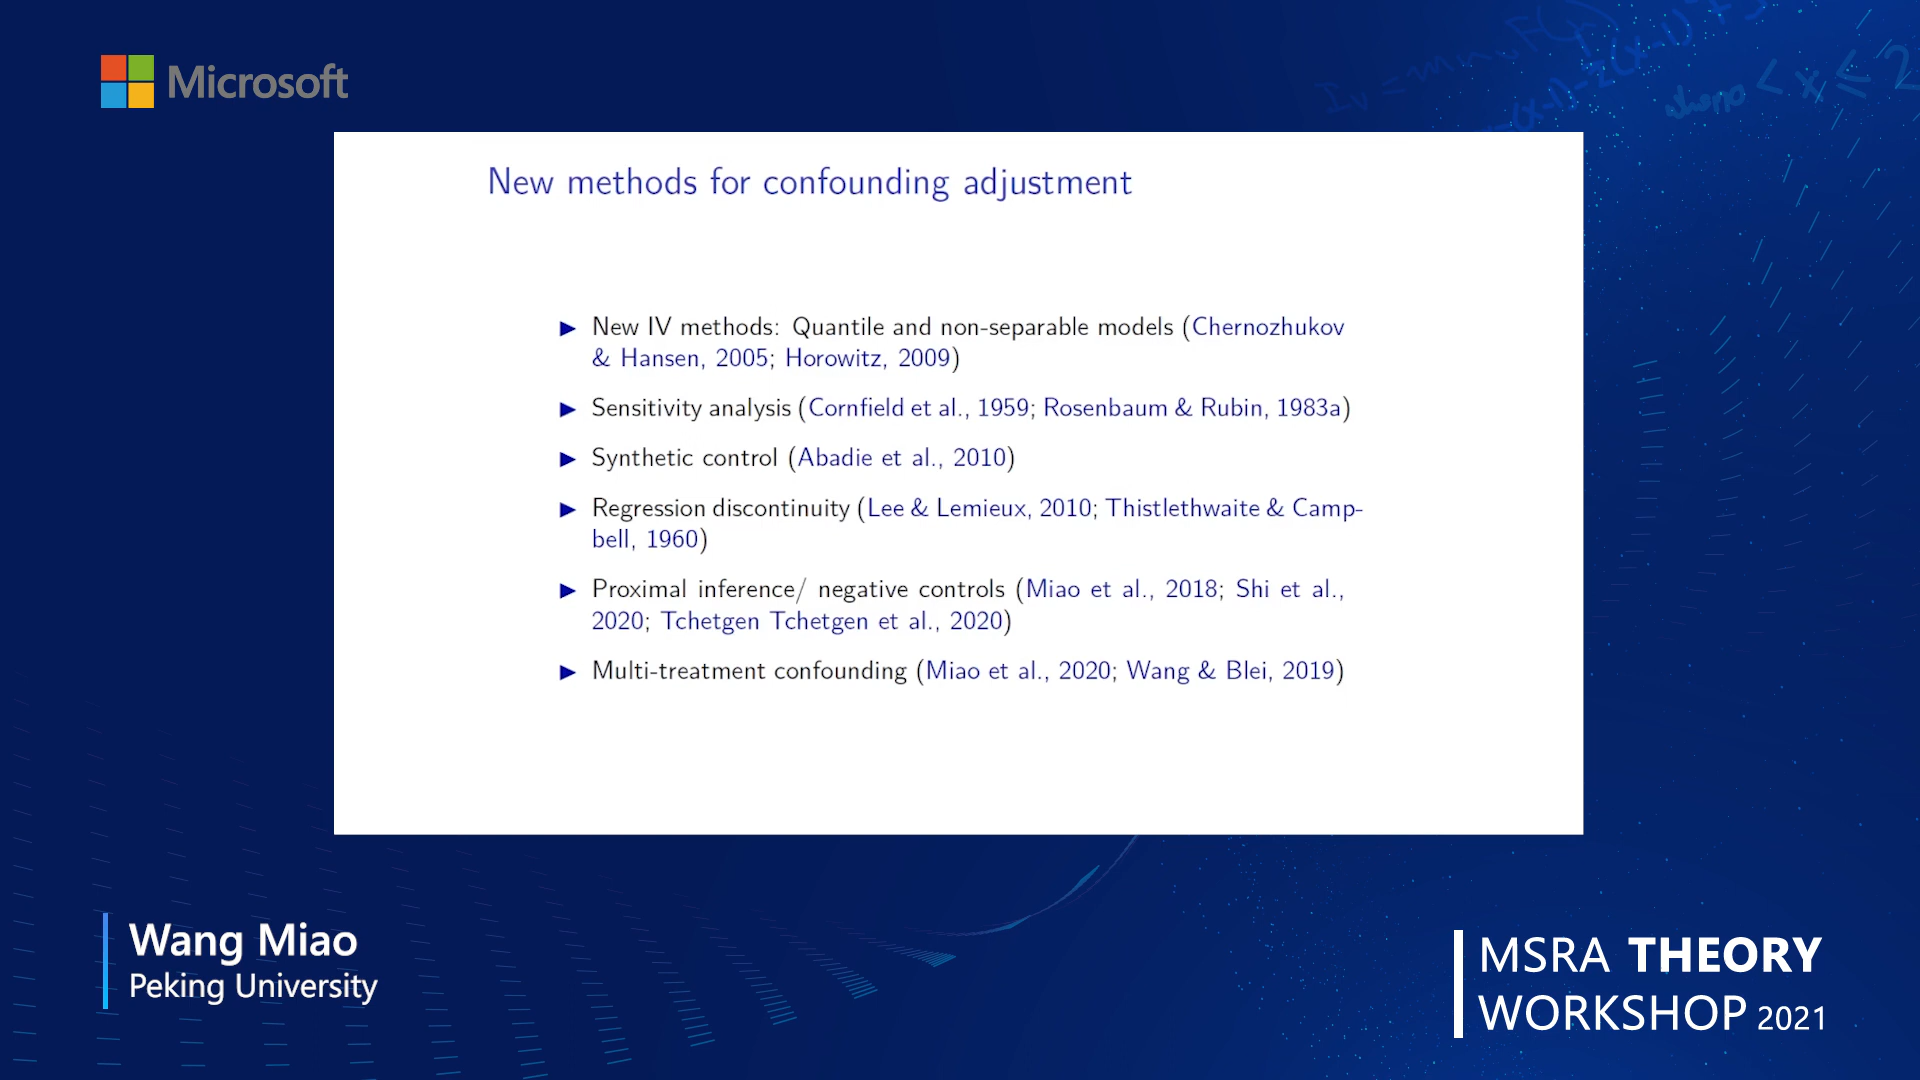 Microsoft
New methods for confounding adjustment
▶ New IV methods: Quantile and non-separable models (Chernozhukov
& Hansen, 2005; Horowitz, 2009)
▶ Sensitivity analysis (Cornfield et al., 1959; Rosenbaum & Rubin, 1983a)
▶ Synthetic control (Abadie et al., 2010)
▶ Regression discontinuity (Lee & Lemieux, 2010; Thistlethwaite & Camp-
bell, 1960)
▶ Proximal inference/ negative controls (Miao et al., 2018; Shi et al.,
2020; Tchetgen Tchetgen et al., 2020)
▶ Multi-treatment confounding (Miao et al., 2020; Wang & Blei, 2019)
Wang Miao
Peking University
MSRA THEORY
WORKSHOP 2021